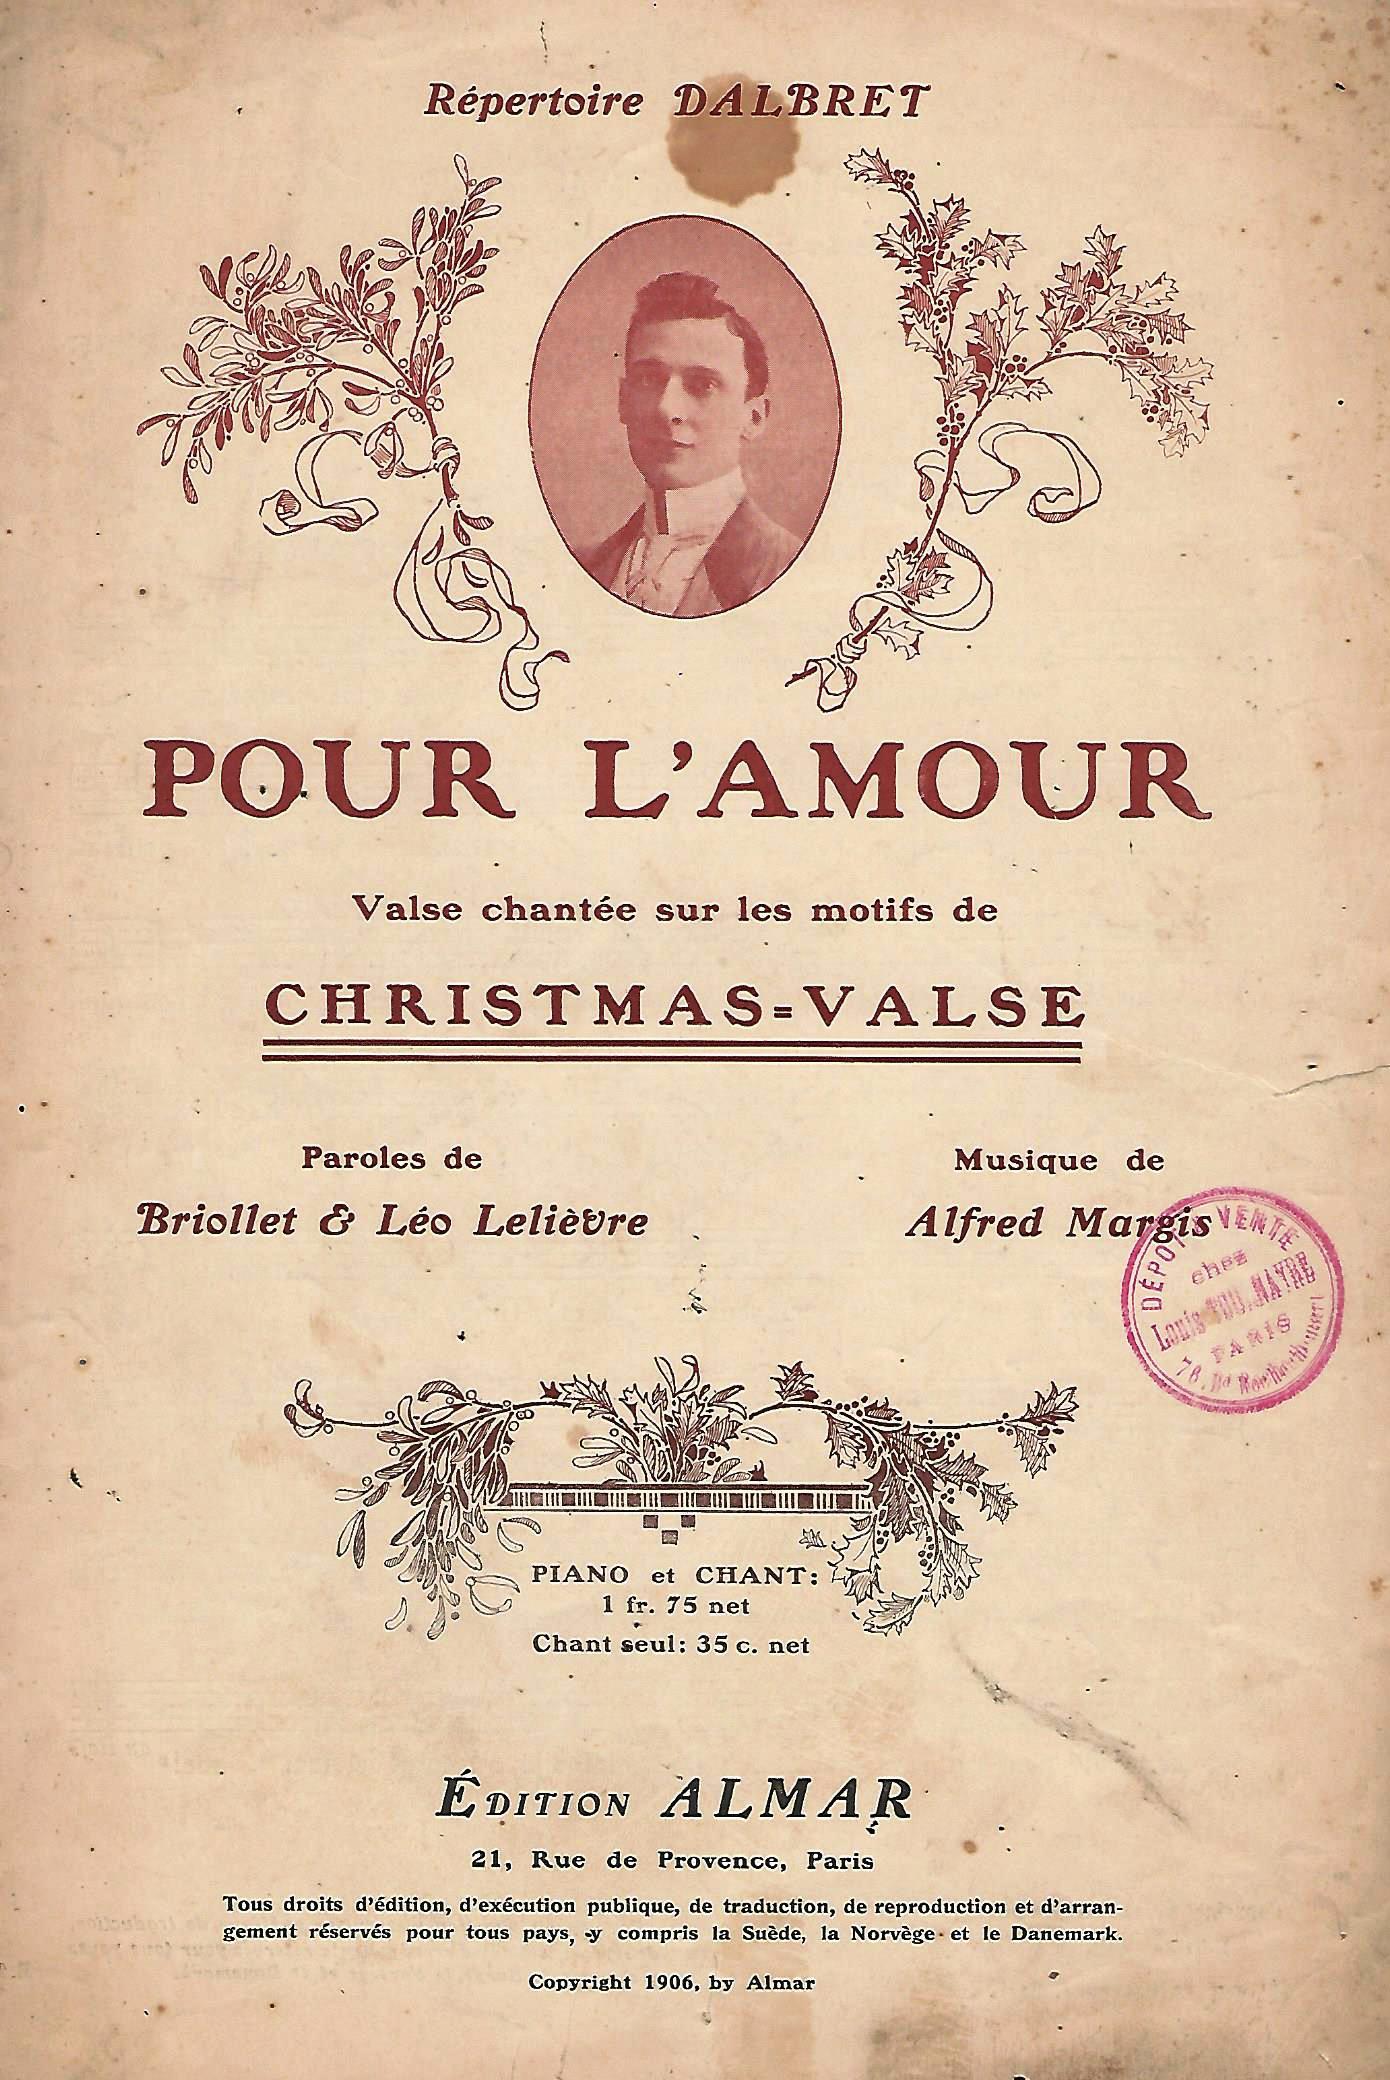 Répertoire DALBRET
POUR L'AMOUR
Valse chantée sur les motifs de
CHRISTMAS=VALSE
Paroles de
Briollet & Léo Lelièvre
Musique de
Alfred Margis
DÉPOT VENTE
chez
Louis
PARIS
78, Bd
PIANO et CHANT:
1 fr. 75 net
Chant seul: 35 c. net
ÉDITION ALMAR
21, Rue de Provence, Paris
Tous droits d'édition, d'exécution publique, de traduction, de reproduction et d'arran-
gement réservés pour tous pays, y compris la Suède, la Norvège et le Danemark.
Copyright 1906, by Almar